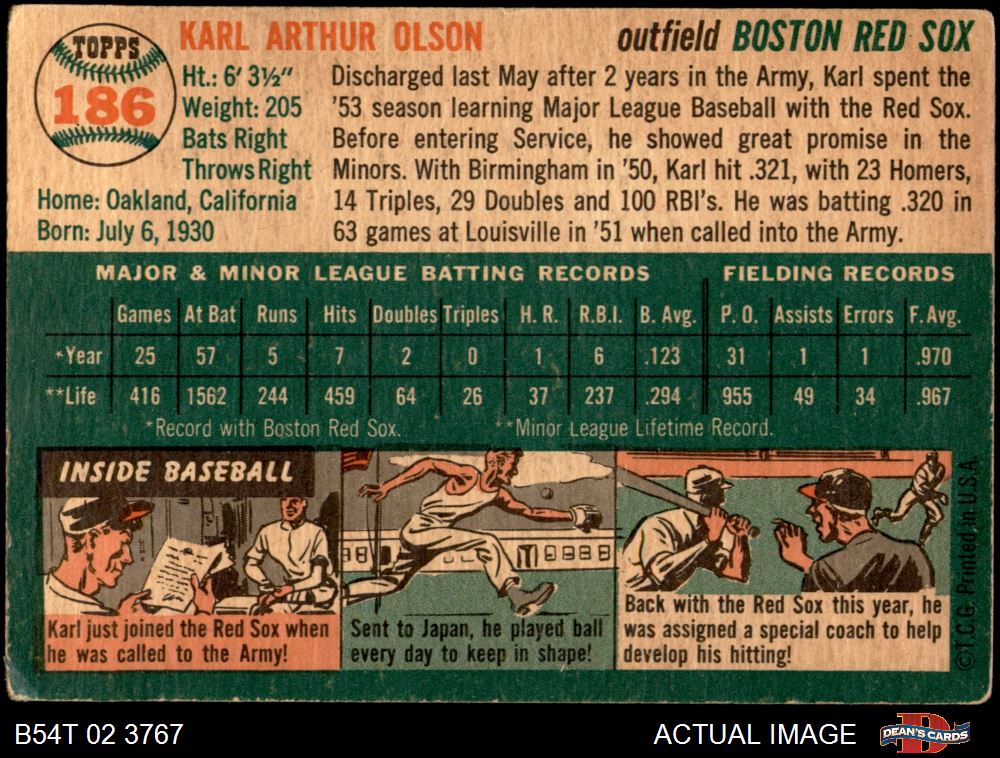 TOPPS
186
KARL ARTHUR OLSON
outfield BOSTON RED SOX
Ht.: 6' 3½"
Weight: 205
Bats Right
Throws Right
Home: Oakland, California
Born: July 6, 1930
Discharged last May after 2 years in the Army, Karl spent the
'53 season learning Major League Baseball with the Red Sox.
Before entering Service, he showed great promise in the
Minors. With Birmingham in '50, Karl hit .321, with 23 Homers,
14 Triples, 29 Doubles and 100 RBI's. He was batting .320 in
63 games at Louisville in '51 when called into the Army.
MAJOR & MINOR LEAGUE BATTING RECORDS FIELDING RECORDS
Games At Bat Runs Hits Doubles Triples H. R. R.B.I. B. Avg. P. O. Assists Errors F. Avg.
*Year 25 57 5 7 2 0 1 6 .123 31 1 1 .970
**Life 416 1562 244 459 64 26 37 237 .294 955 49 34 .967
*Record with Boston Red Sox. **Minor League Lifetime Record.
INSIDE BASEBALL
Karl just joined the Red Sox when
he was called to the Army!
Sent to Japan, he played ball
every day to keep in shape!
Back with the Red Sox this year, he
was assigned a special coach to help
develop his hitting!
©T.C.G. Printed in U.S.A.
B54T 02 3767
ACTUAL IMAGE
D
DEAN'S CARDS